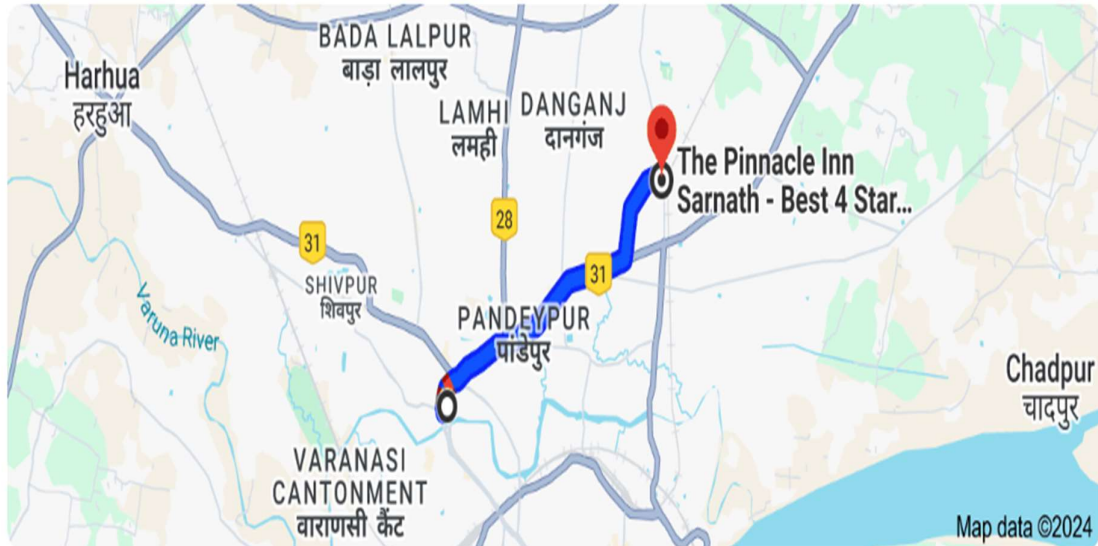 BADA LALPUR
बाड़ा लालपुर
Harhua
हरहुआ
LAMHI
लमही
DANGANJ
दानगंज
The Pinnacle Inn
Sarnath - Best 4 Star...
28
31
31
SHIVPUR
शिवपुर
Varuna River
PANDEYPUR
पांडेपुर
Chadpur
चादपुर
VARANASI
CANTONMENT
वाराणसी कैंट
Map data ©2024